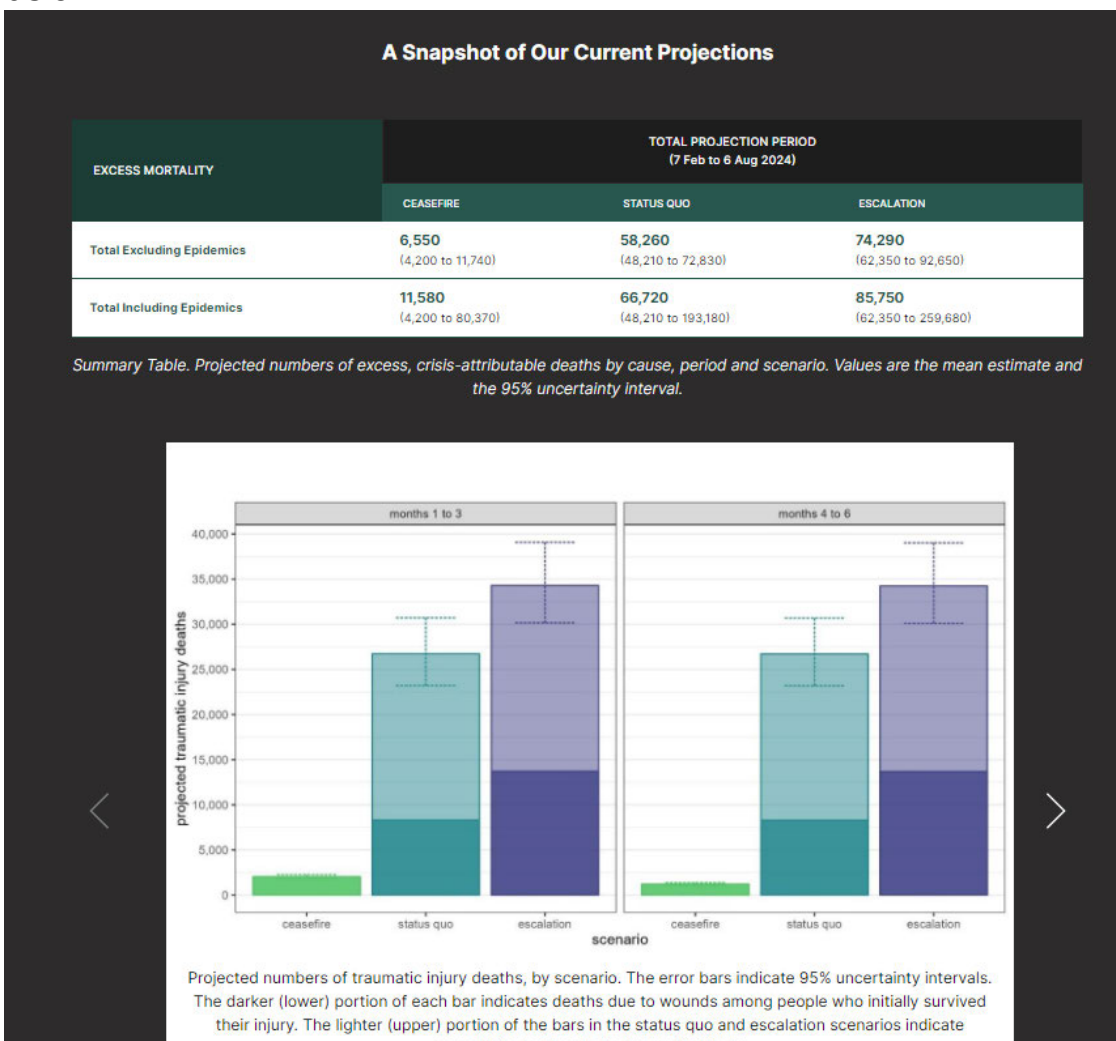 A Snapshot of Our Current Projections
EXCESS MORTALITY
TOTAL PROJECTION PERIOD
(7 Feb to 6 Aug 2024)
CEASEFIRE STATUS QUO ESCALATION
Total Excluding Epidemics 6,550 58,260 74,290
(4,200 to 11,740) (48,210 to 72,830) (62,350 to 92,650)
Total Including Epidemics 11,580 66,720 85,750
(4,200 to 80,370) (48,210 to 193,180) (62,350 to 259,680)
Summary Table. Projected numbers of excess, crisis-attributable deaths by cause, period and scenario. Values are the mean estimate and
the 95% uncertainty interval.
months 1 to 3 months 4 to 6
projected traumatic injury deaths
40,000
35,000
30,000
25,000
20,000
15,000
10,000
5,000
0
ceasefire status quo escalation ceasefire status quo escalation
scenario
Projected numbers of traumatic injury deaths, by scenario. The error bars indicate 95% uncertainty intervals.
The darker (lower) portion of each bar indicates deaths due to wounds among people who initially survived
their injury. The lighter (upper) portion of the bars in the status quo and escalation scenarios indicate